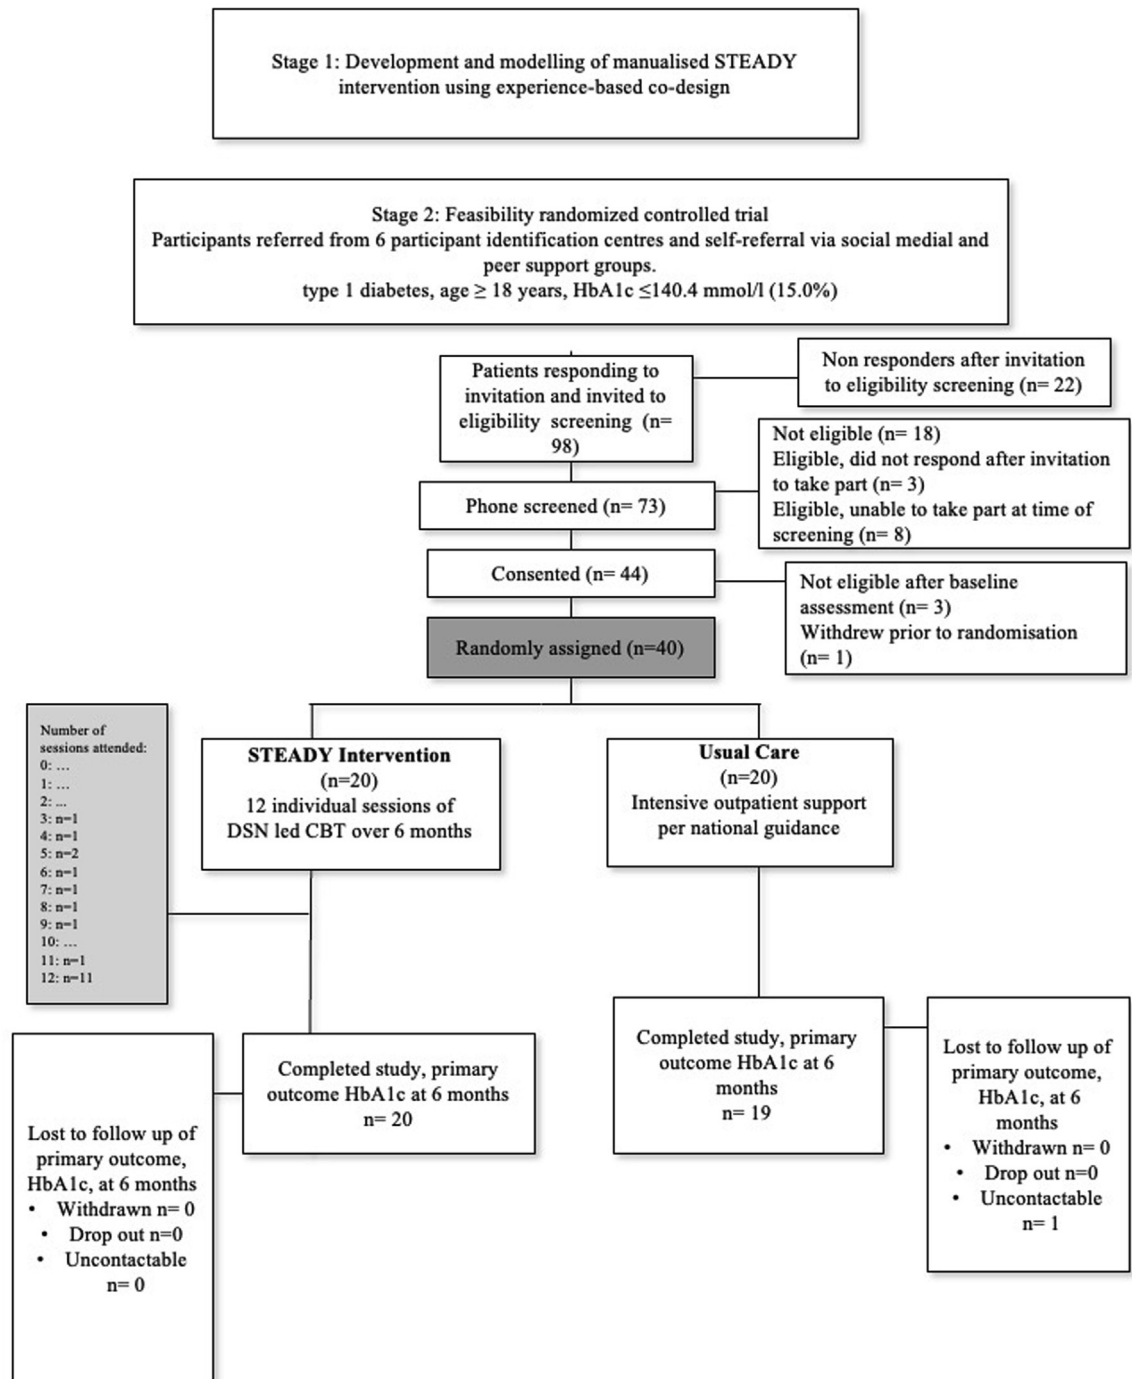 Stage 1: Development and modelling of manualised STEADY
intervention using experience-based co-design
Stage 2: Feasibility randomized controlled trial
Participants referred from 6 participant identification centres and self-referral via social medial and
peer support groups.
type 1 diabetes, age ≥ 18 years, HbA1c ≤140.4 mmol/l (15.0%)
Patients responding to
invitation and invited to
eligibility screening (n=
98)
Non responders after invitation
to eligibility screening (n= 22)
Phone screened (n= 73)
Not eligible (n= 18)
Eligible, did not respond after invitation
to take part (n= 3)
Eligible, unable to take part at time of
screening (n= 8)
Consented (n= 44)
Not eligible after baseline
assessment (n= 3)
Withdrew prior to randomisation
(n= 1)
Randomly assigned (n=40)
Number of
sessions attended:
0: ...
1: ...
2: ...
3: n=1
4: n=1
5: n=2
6: n=1
7: n=1
8: n=1
9: n=1
10: ...
11: n=1
12: n=11
STEADY Intervention
(n=20)
12 individual sessions of
DSN led CBT over 6 months
Usual Care
(n=20)
Intensive outpatient support
per national guidance
Lost to follow up of
primary outcome,
HbA1c, at 6 months
• Withdrawn n= 0
• Drop out n=0
• Uncontactable
n= 0
Completed study, primary
outcome HbA1c at 6 months
n= 20
Completed study, primary
outcome HbA1c at 6
months
n= 19
Lost to follow up of
primary outcome,
HbA1c, at 6
months
• Withdrawn n= 0
• Drop out n=0
• Uncontactable
n= 1